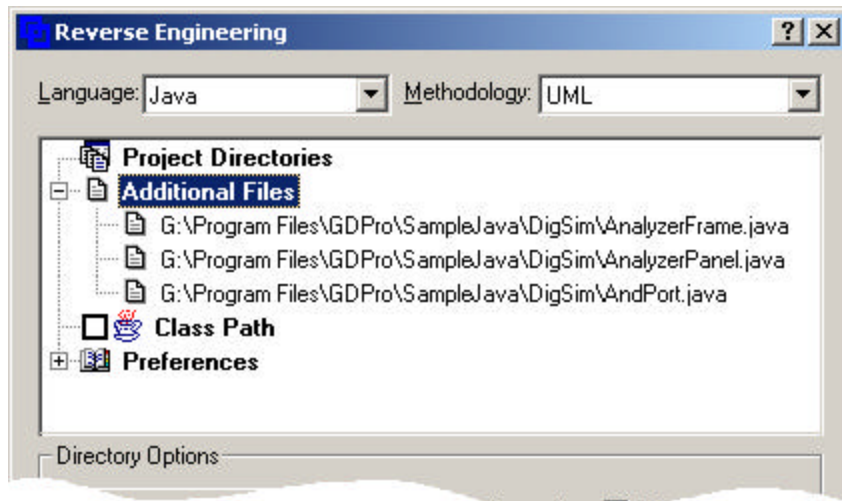 Reverse Engineering
Language: Java Methodology: UML
Project Directories
Additional Files
G:\Program Files\GDPro\SampleJava\DigSim\AnalyzerFrame.java
G:\Program Files\GDPro\SampleJava\DigSim\AnalyzerPanel.java
G:\Program Files\GDPro\SampleJava\DigSim\AndPort.java
Class Path
Preferences
Directory Options